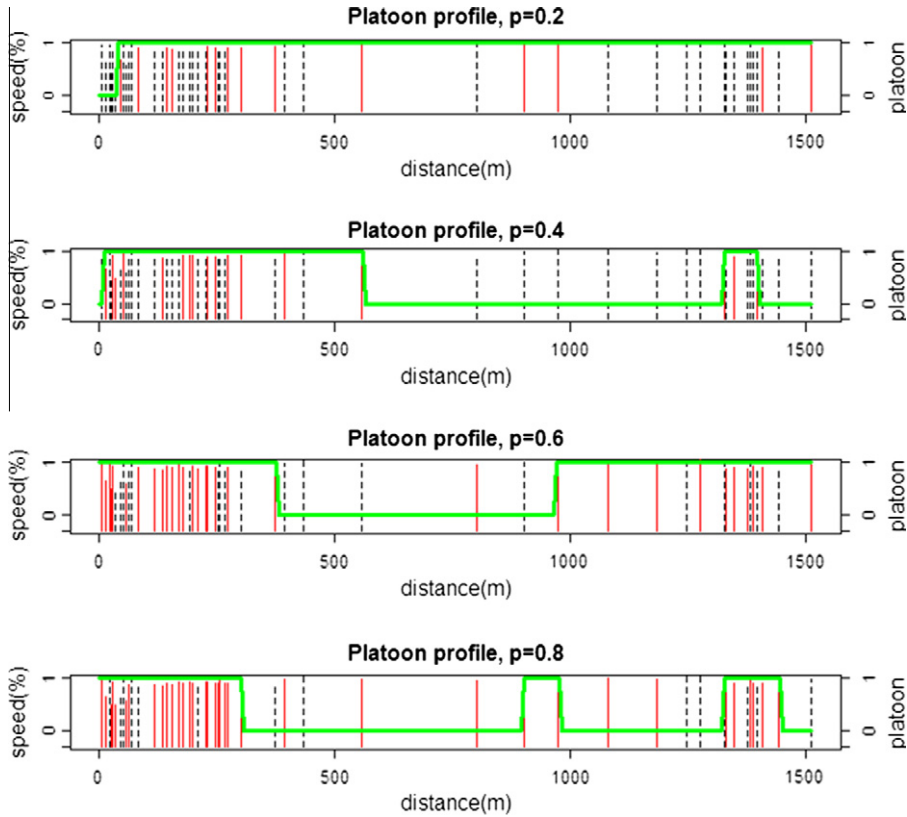 Platoon profile, p=0.2
speed(%)
1
0
1
0
platoon
0
500
1000
1500
distance(m)
Platoon profile, p=0.4
speed(%)
1
0
1
0
platoon
0
500
1000
1500
distance(m)
Platoon profile, p=0.6
speed(%)
1
0
1
0
platoon
0
500
1000
1500
distance(m)
Platoon profile, p=0.8
speed(%)
1
0
1
0
platoon
0
500
1000
1500
distance(m)